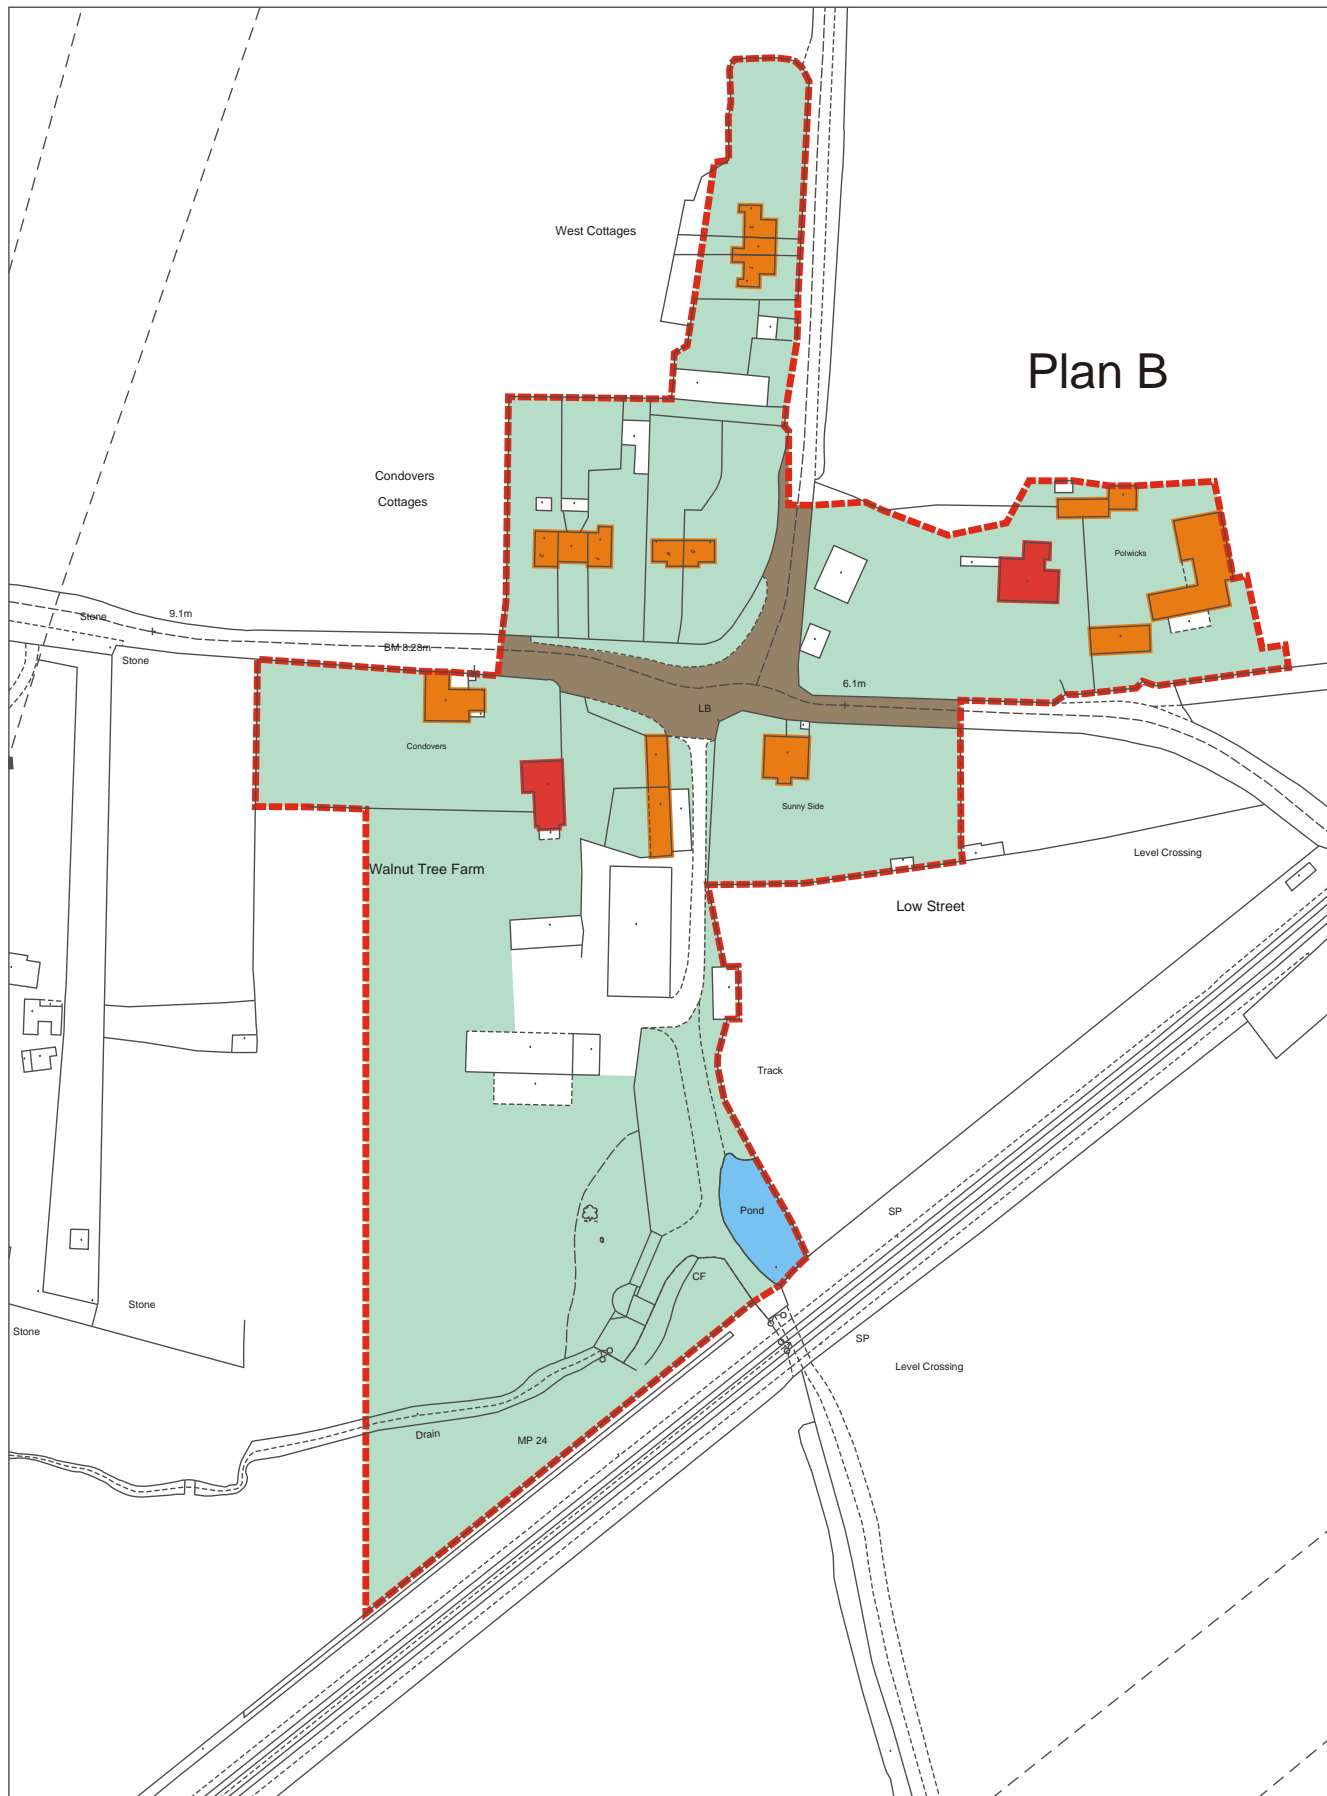 West Cottages
Plan B
Condovers
Cottages
Polwicks
9.1m
Stone
Stone
BM 8.28m
6.1m
LB
Condovers
Sunny Side
Walnut Tree Farm
Level Crossing
Low Street
Track
Pond
SP
CF
Stone
Stone
SP
Level Crossing
Drain
MP 24